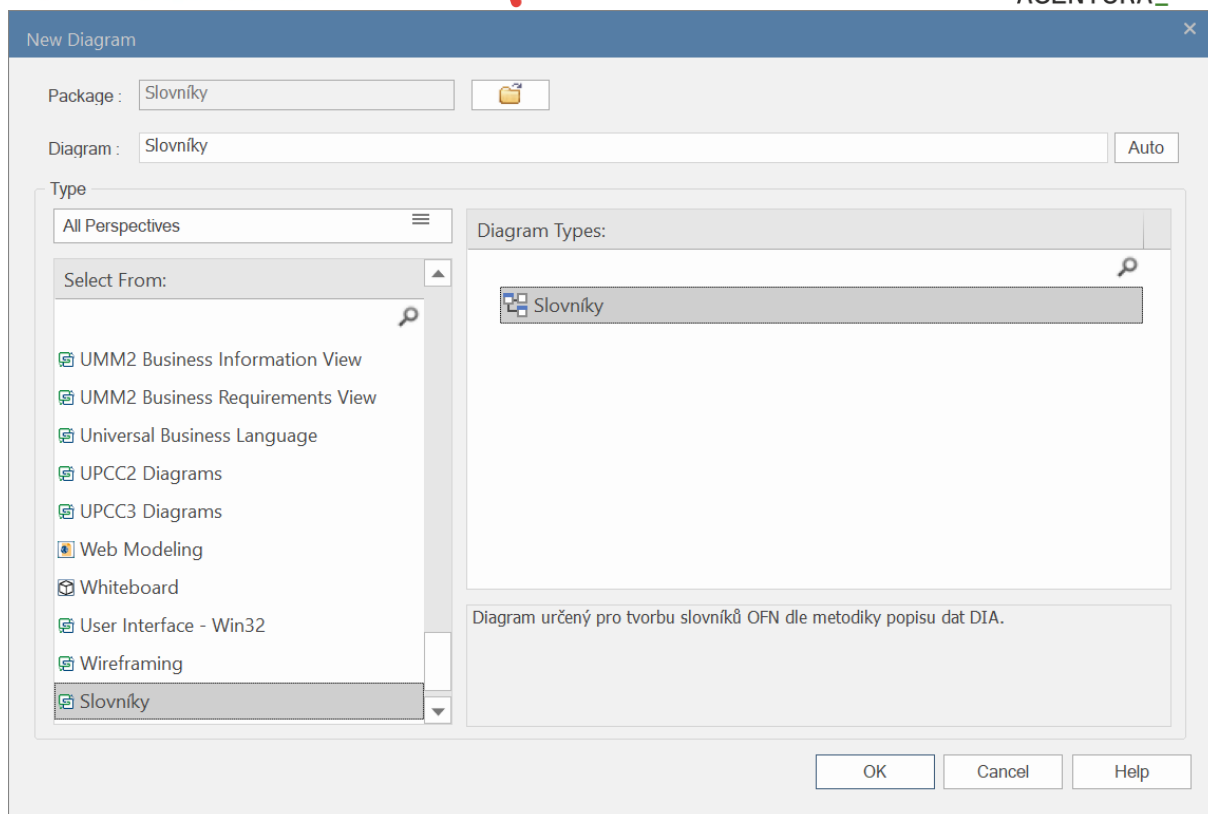 AGENTURA
New Diagram
Package :
Slovníky
Diagram :
Slovníky
Auto
Type
All Perspectives
Select From:
UMM2 Business Information View
UMM2 Business Requirements View
Universal Business Language
UPCC2 Diagrams
UPCC3 Diagrams
Web Modeling
Whiteboard
User Interface - Win32
Wireframing
Slovníky
Diagram Types:
Slovníky
Diagram určený pro tvorbu slovníků OFN dle metodiky popisu dat DIA.
OK
Cancel
Help